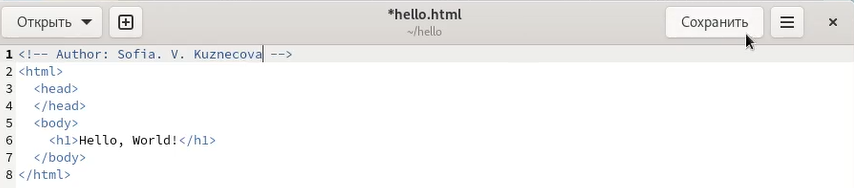 Открыть
*hello.html
~/hello
Сохранить
1 <!-- Author: Sofia. V. Kuznecova -->
2 <html>
3   <head>
4   </head>
5   <body>
6     <h1>Hello, World!</h1>
7   </body>
8 </html>